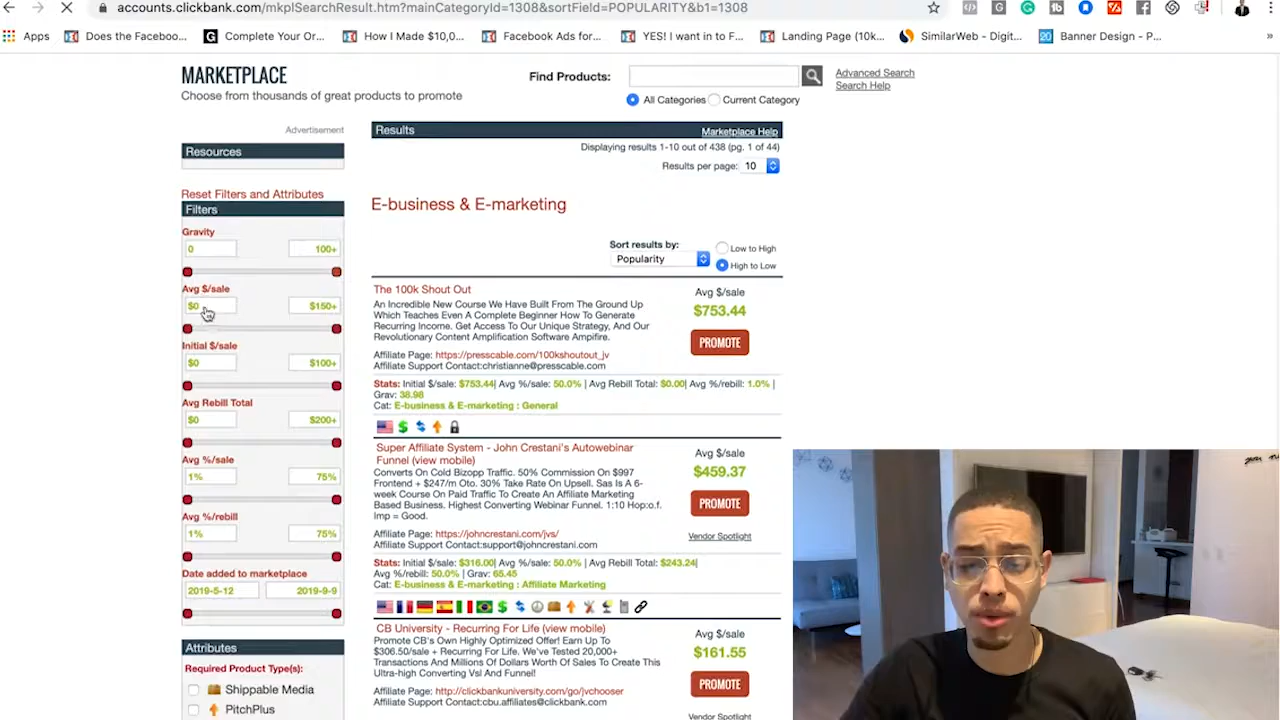 accounts.clickbank.com/mkplSearchResult.htm?mainCategoryId=1308&sortField=POPULARITY&b1=1308
Apps
Does the Faceboo...
Complete Your Or...
How I Made $10,0...
Facebook Ads for...
YES! I want in to F...
Landing Page (10k...
SimilarWeb - Digit...
Banner Design - P...
»
MARKETPLACE
Choose from thousands of great products to promote
Find Products:
Advanced Search
Search Help
All Categories
Current Category
Advertisement
Resources
Reset Filters and Attributes
Filters
Gravity
0
100+
Avg $/sale
$0
$150+
Initial $/sale
$0
$100+
Avg Rebill Total
$0
$200+
Avg %/sale
1%
75%
Avg %/rebill
1%
75%
Date added to marketplace
2019-5-12
2019-9-9
Attributes
Required Product Type(s):
Shippable Media
PitchPlus
Results
Marketplace Help
Displaying results 1-10 out of 438 (pg. 1 of 44)
Results per page: 10
E-business & E-marketing
Sort results by:
Popularity
Low to High
High to Low
The 100k Shout Out
An Incredible New Course We Have Built From The Ground Up
Which Teaches Even A Complete Beginner How To Generate
Recurring Income. Get Access To Our Unique Strategy, And Our
Revolutionary Content Amplification Software Ampifire.
Affiliate Page: https://presscable.com/100kshoutout_jv
Affiliate Support Contact:christianne@presscable.com
Avg $/sale
$753.44
PROMOTE
Stats: Initial $/sale: $753.44| Avg %/sale: 50.0% | Avg Rebill Total: $0.00| Avg %/rebill: 1.0% |
Grav: 38.98
Cat: E-business & E-marketing : General
Super Affiliate System - John Crestani's Autowebinar
Funnel (view mobile)
Converts On Cold Bizopp Traffic. 50% Commission On $997
Frontend + $247/m Oto. 30% Take Rate On Upsell. Sas Is A 6-
week Course On Paid Traffic To Create An Affiliate Marketing
Based Business. Highest Converting Webinar Funnel. 1:10 Hop:o.f.
Imp = Good.
Affiliate Page: https://johncrestani.com/jvs/
Affiliate Support Contact:support@johncrestani.com
Avg $/sale
$459.37
PROMOTE
Vendor Spotlight
Stats: Initial $/sale: $316.00| Avg %/sale: 50.0% | Avg Rebill Total: $243.24|
Avg %/rebill: 50.0% | Grav: 65.45
Cat: E-business & E-marketing : Affiliate Marketing
CB University - Recurring For Life (view mobile)
Promote CB's Own Highly Optimized Offer! Earn Up To
$306.50/sale + Recurring For Life. We've Tested 20,000+
Transactions And Millions Of Dollars Worth Of Sales To Create This
Ultra-high Converting Vsl And Funnel!
Affiliate Page: http://clickbankuniversity.com/go/jvchooser
Affiliate Support Contact:cbu.affiliates@clickbank.com
Avg $/sale
$161.55
PROMOTE
Vendor Spotlight